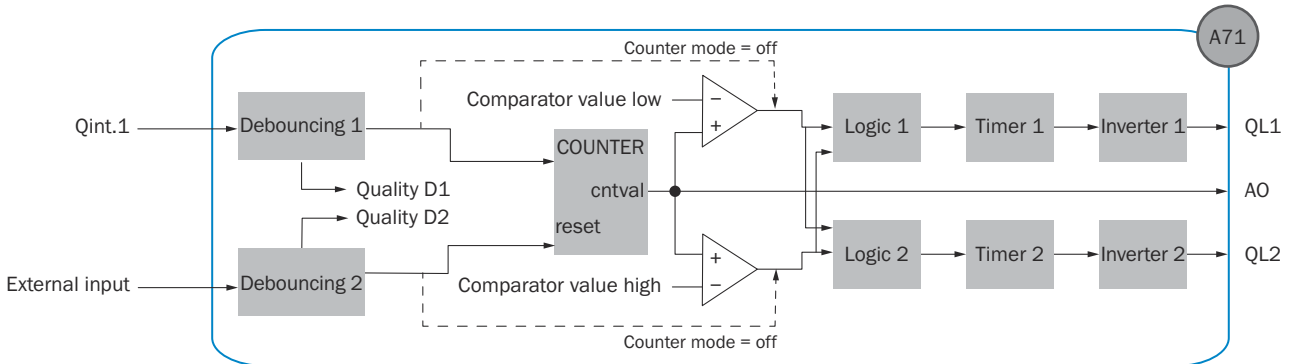 A71
Counter mode = off
Comparator value low
Qint.1
Debouncing 1
COUNTER
cntval
reset
Logic 1
Timer 1
Inverter 1
QL1
Quality D1
Quality D2
AO
External input
Debouncing 2
Comparator value high
Logic 2
Timer 2
Inverter 2
QL2
Counter mode = off
−
+
+
−